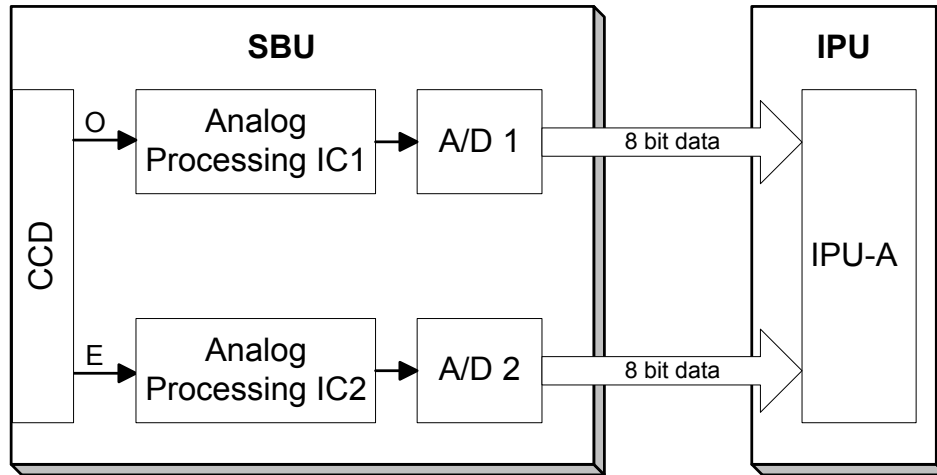 SBU
IPU
CCD
O
Analog
Processing IC1
A/D 1
8 bit data
IPU-A
E
Analog
Processing IC2
A/D 2
8 bit data